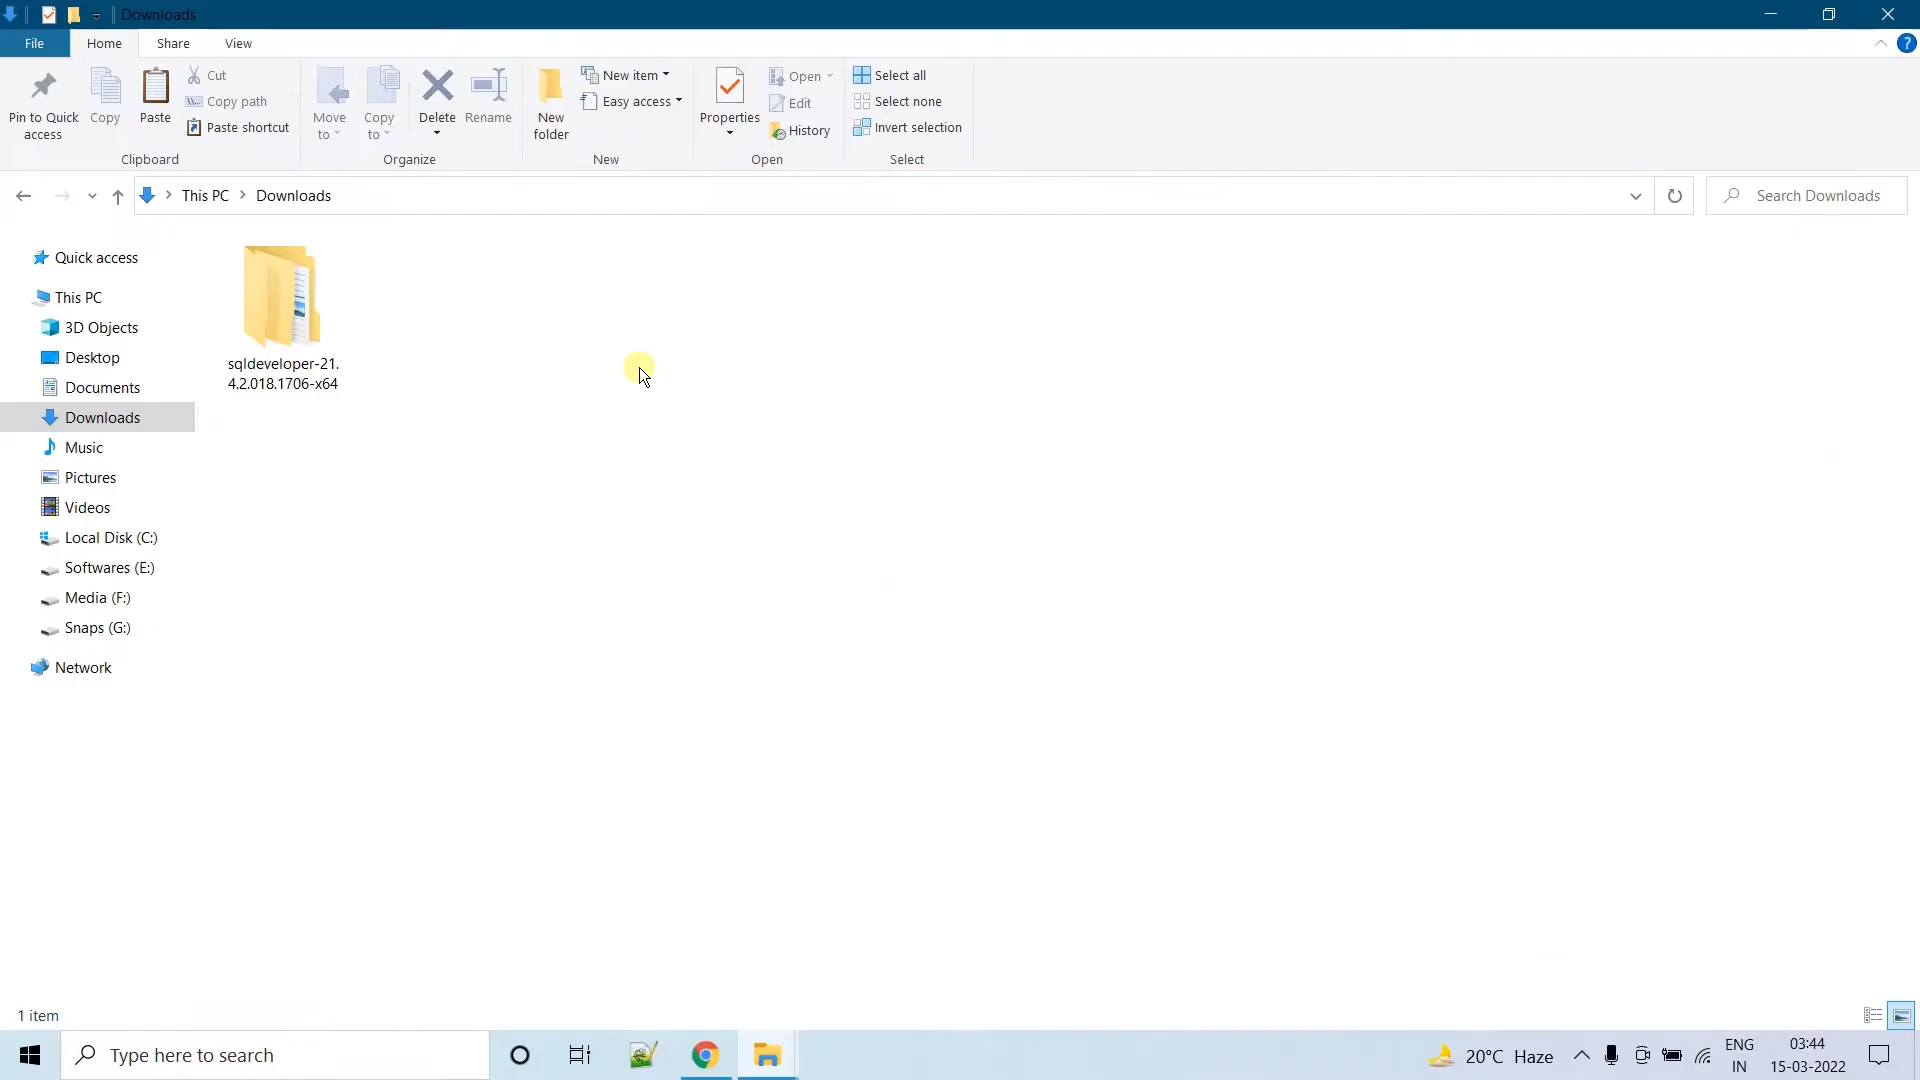 Downloads
File Home Share View
Pin to Quick access
Copy
Paste
Cut
Copy path
Paste shortcut
Clipboard
Move to
Copy to
Delete
Rename
Organize
New folder
New item
Easy access
New
Properties
Open
Edit
History
Open
Select all
Select none
Invert selection
Select
This PC Downloads
Search Downloads
Quick access
This PC
3D Objects
Desktop
Documents
Downloads
Music
Pictures
Videos
Local Disk (C:)
Softwares (E:)
Media (F:)
Snaps (G:)
Network
sqldeveloper-21.
4.2.018.1706-x64
1 item
Type here to search
20°C Haze
ENG
IN
03:44
15-03-2022